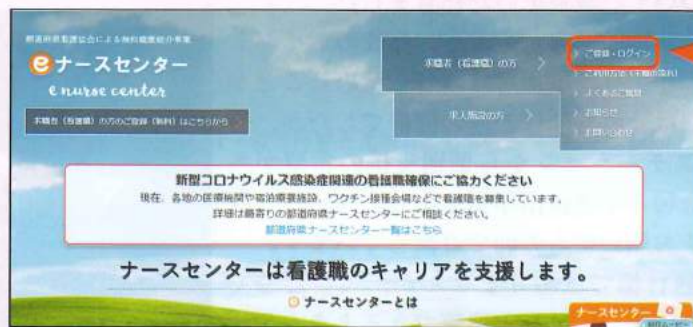 都道府県看護協会による無料職業紹介事業
eナースセンター
e nurse center
求職者（看護職）の方のご登録（無料）はこちらから
求職者（看護職）の方
求人施設の方
ご登録・ログイン
ご利用方法（求職の流れ）
よくあるご質問
お知らせ
お問い合わせ
新型コロナウイルス感染症関連の看護職確保にご協力ください
現在、各地の医療機関や宿泊療養施設、ワクチン接種会場などで看護職を募集しています。
詳細は最寄りの都道府県ナースセンターにご相談ください。
都道府県ナースセンター一覧はこちら
ナースセンターは看護職のキャリアを支援します。
ナースセンターとは
ナースセンター